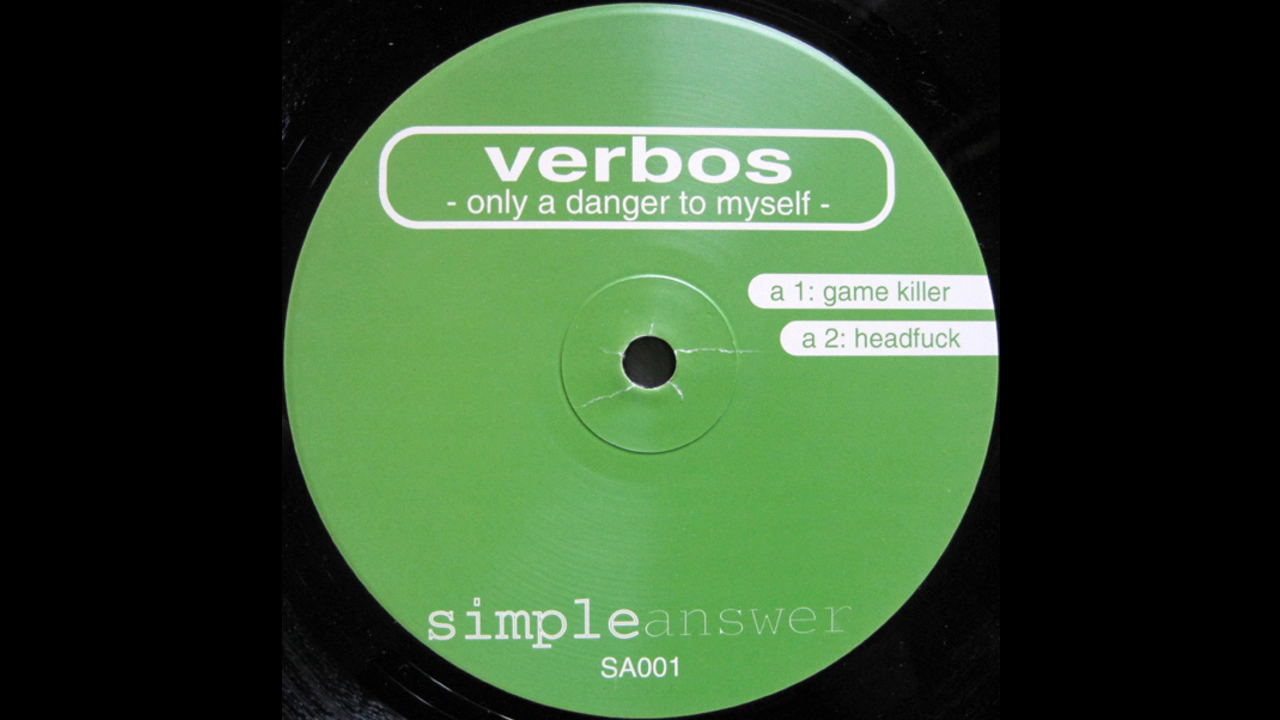 verbos
- only a danger to myself -
a 1: game killer
a 2: headfuck
simpleanswer
SA001